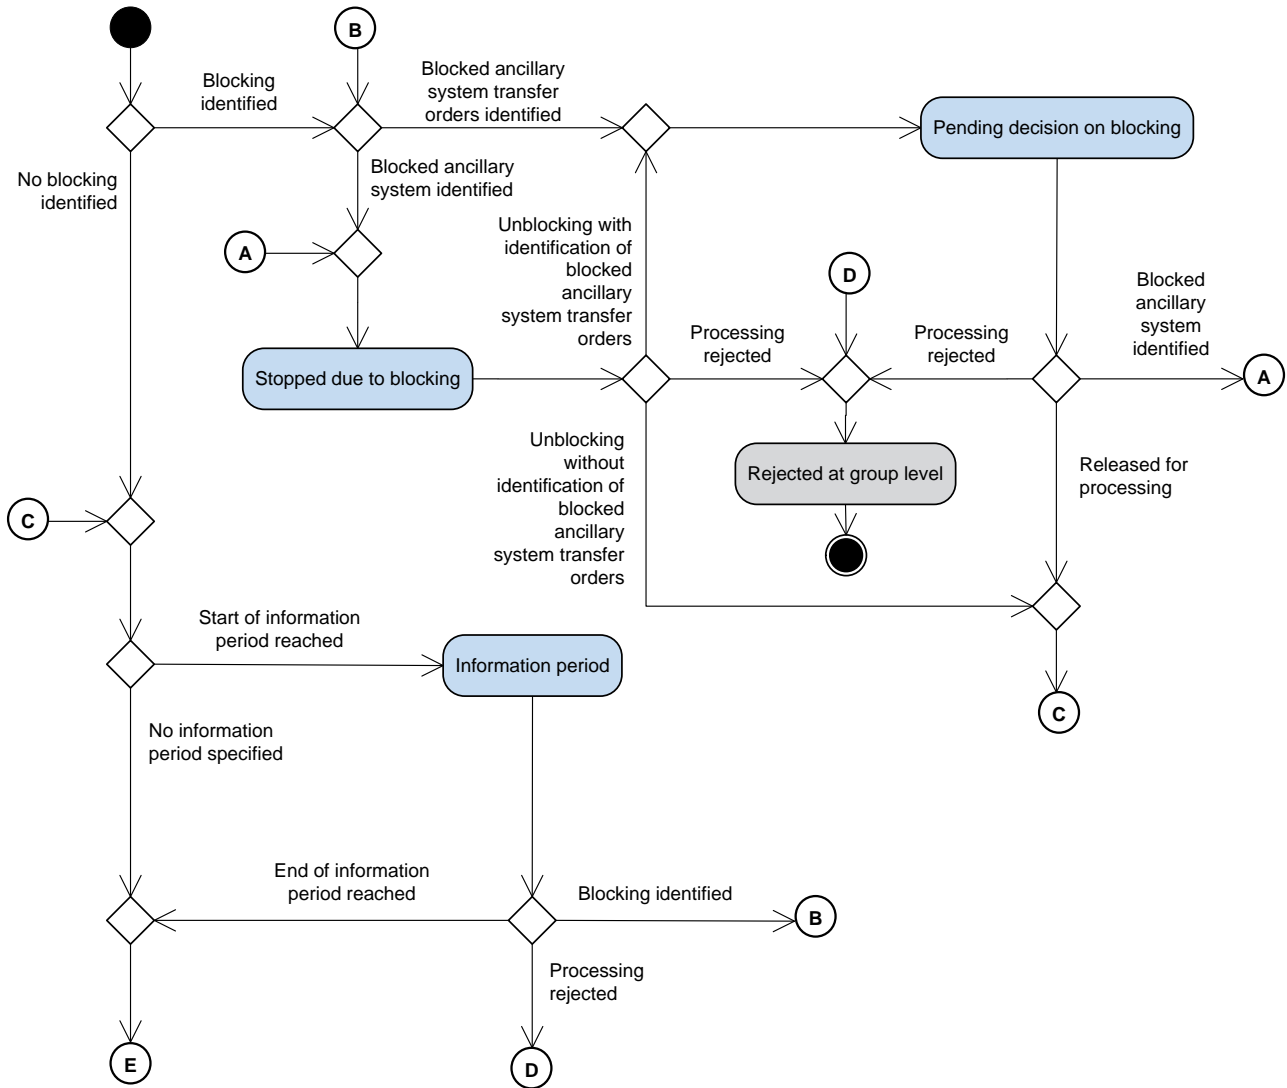 B
Blocking
identified
Blocked ancillary
system transfer
orders identified
Pending decision on blocking
No blocking
identified
Blocked ancillary
system identified
A
Unblocking with
identification of
blocked
ancillary
system transfer
orders
D
Blocked
ancillary
system
identified
Processing
rejected
Processing
rejected
Stopped due to blocking
A
Unblocking
without
identification of
blocked
ancillary
system transfer
orders
Rejected at group level
Released for
processing
C
Start of information
period reached
Information period
C
No information
period specified
End of information
period reached
Blocking identified
B
Processing
rejected
E
D